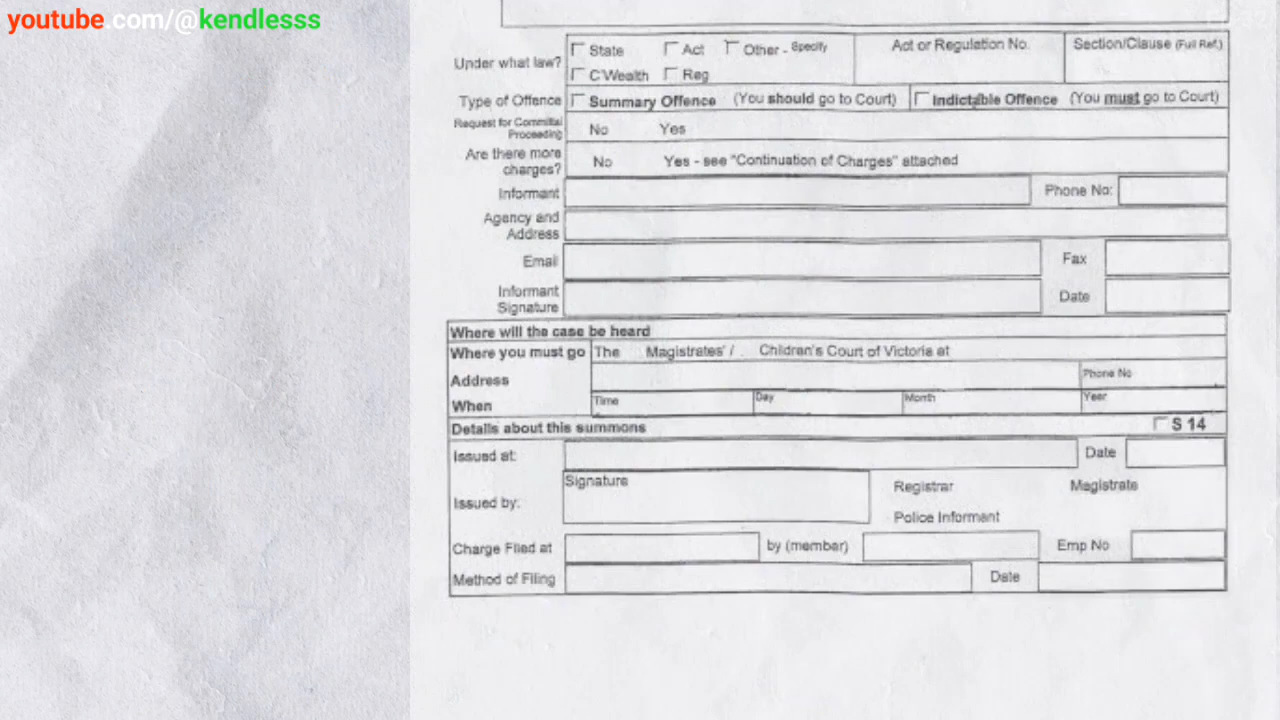 youtube.com/@kendlesss
Under what law? State Act Other - Specify Act or Regulation No. Section/Clause (Full Ref.)
C'Wealth Reg
Type of Offence Summary Offence (You should go to Court) Indictable Offence (You must go to Court)
Request for Committal Proceeding No Yes
Are there more charges? No Yes - see "Continuation of Charges" attached
Informant Phone No:
Agency and Address
Email Fax
Informant Signature Date
Where will the case be heard
Where you must go The Magistrates' / Children's Court of Victoria at
Address Phone No
When Time Day Month Year
Details about this summons S 14
Issued at: Date
Issued by: Signature Registrar Magistrate
Police Informant
Charge Filed at by (member) Emp No
Method of Filing Date